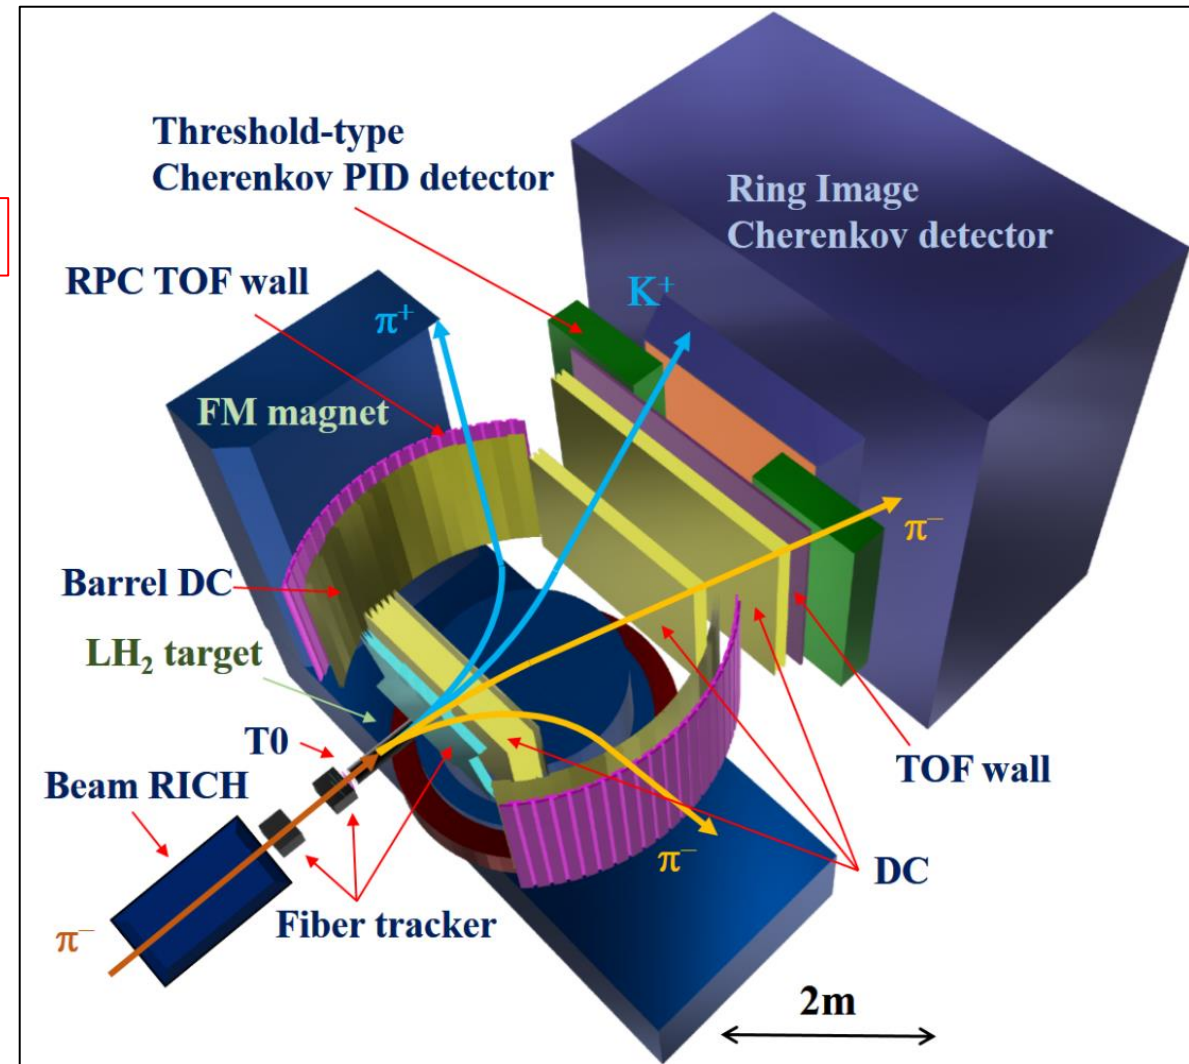 Threshold-type
Cherenkov PID detector
Ring Image
Cherenkov detector
RPC TOF wall
K⁺
π⁺
FM magnet
π⁻
Barrel DC
LH₂ target
T0
TOF wall
Beam RICH
π⁻
DC
Fiber tracker
π⁻
2m